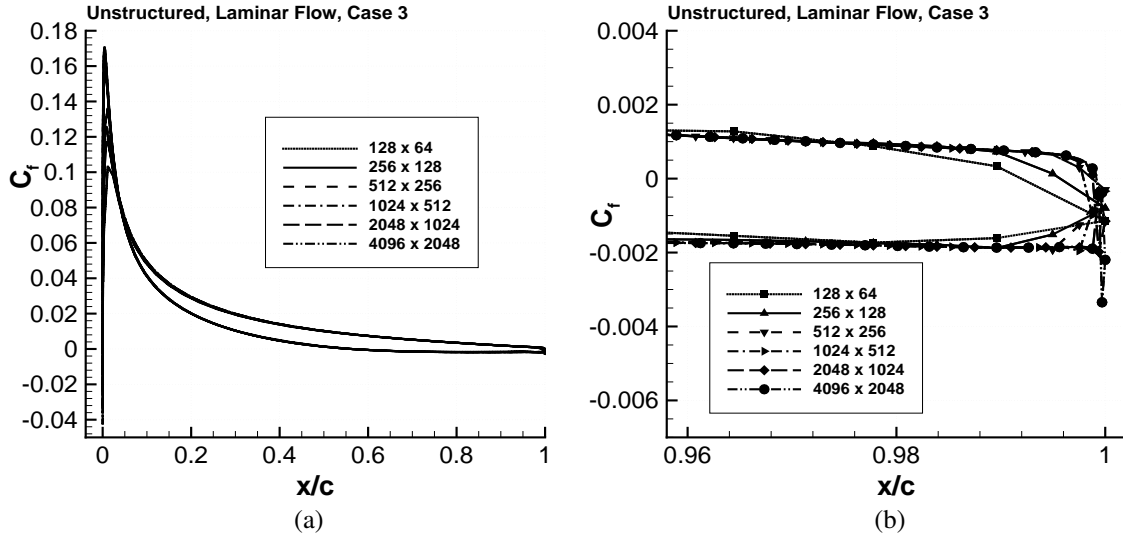 Unstructured, Laminar Flow, Case 3
0.18
0.16
0.14
0.12
0.1
0.08
0.06
0.04
0.02
0
-0.02
-0.04
C_f
128 x 64
256 x 128
512 x 256
1024 x 512
2048 x 1024
4096 x 2048
0
0.2
0.4
0.6
0.8
1
x/c
(a)
Unstructured, Laminar Flow, Case 3
0.004
0.002
0
-0.002
-0.004
-0.006
C_f
128 x 64
256 x 128
512 x 256
1024 x 512
2048 x 1024
4096 x 2048
0.96
0.98
1
x/c
(b)